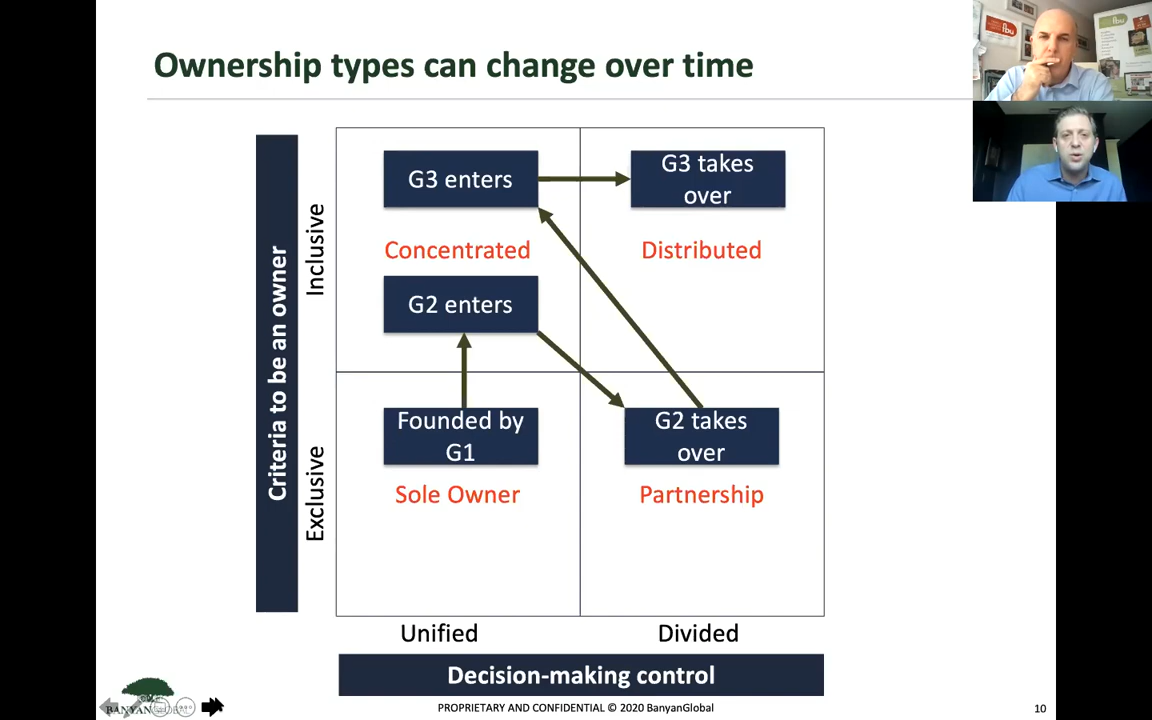 Ownership types can change over time
fbu
fbu
Criteria to be an owner
Inclusive
Exclusive
G3 enters
G3 takes
over
Concentrated
Distributed
G2 enters
Founded by
G1
G2 takes
over
Sole Owner
Partnership
Unified
Divided
Decision-making control
BANYAN
PROPRIETARY AND CONFIDENTIAL © 2020 BanyanGlobal
10